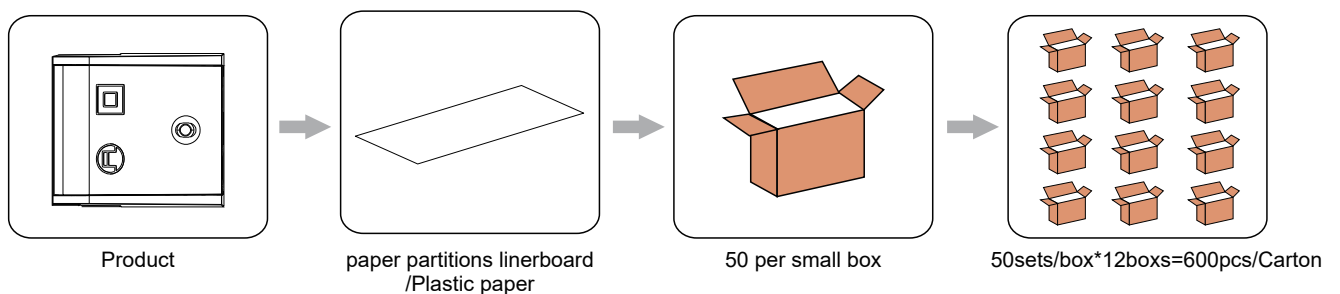 Product
paper partitions linerboard
/Plastic paper
50 per small box
50sets/box*12boxs=600pcs/Carton